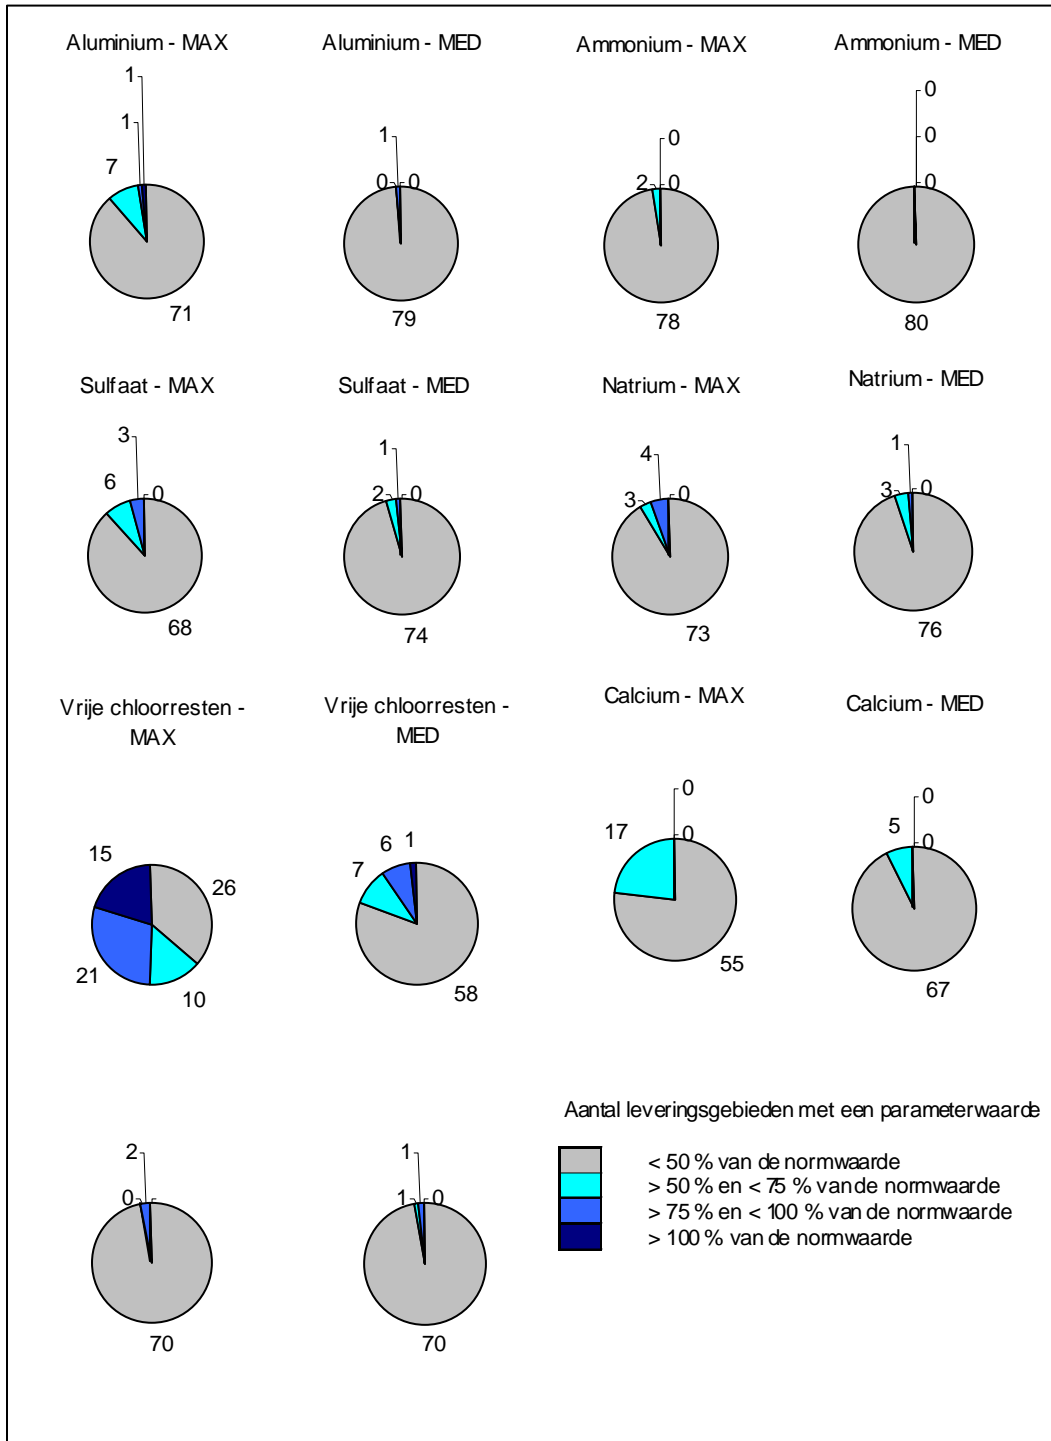 Aluminium - MAX
1
1
7
71
Aluminium - MED
1
0
0
79
Ammonium - MAX
0
2
0
78
Ammonium - MED
0
0
0
80
Sulfaat - MAX
3
6
0
68
Sulfaat - MED
1
2
0
74
Natrium - MAX
4
3
0
73
Natrium - MED
1
3
0
76
Vrije chloorresten -
MAX
15
26
21
10
Vrije chloorresten -
MED
6
1
7
58
Calcium - MAX
0
17
0
55
Calcium - MED
0
5
0
67
2
0
70
1
1
0
70
Aantal leveringsgebieden met een parameterwaarde
< 50 % van de normwaarde
> 50 % en < 75 % van de normwaarde
> 75 % en < 100 % van de normwaarde
> 100 % van de normwaarde